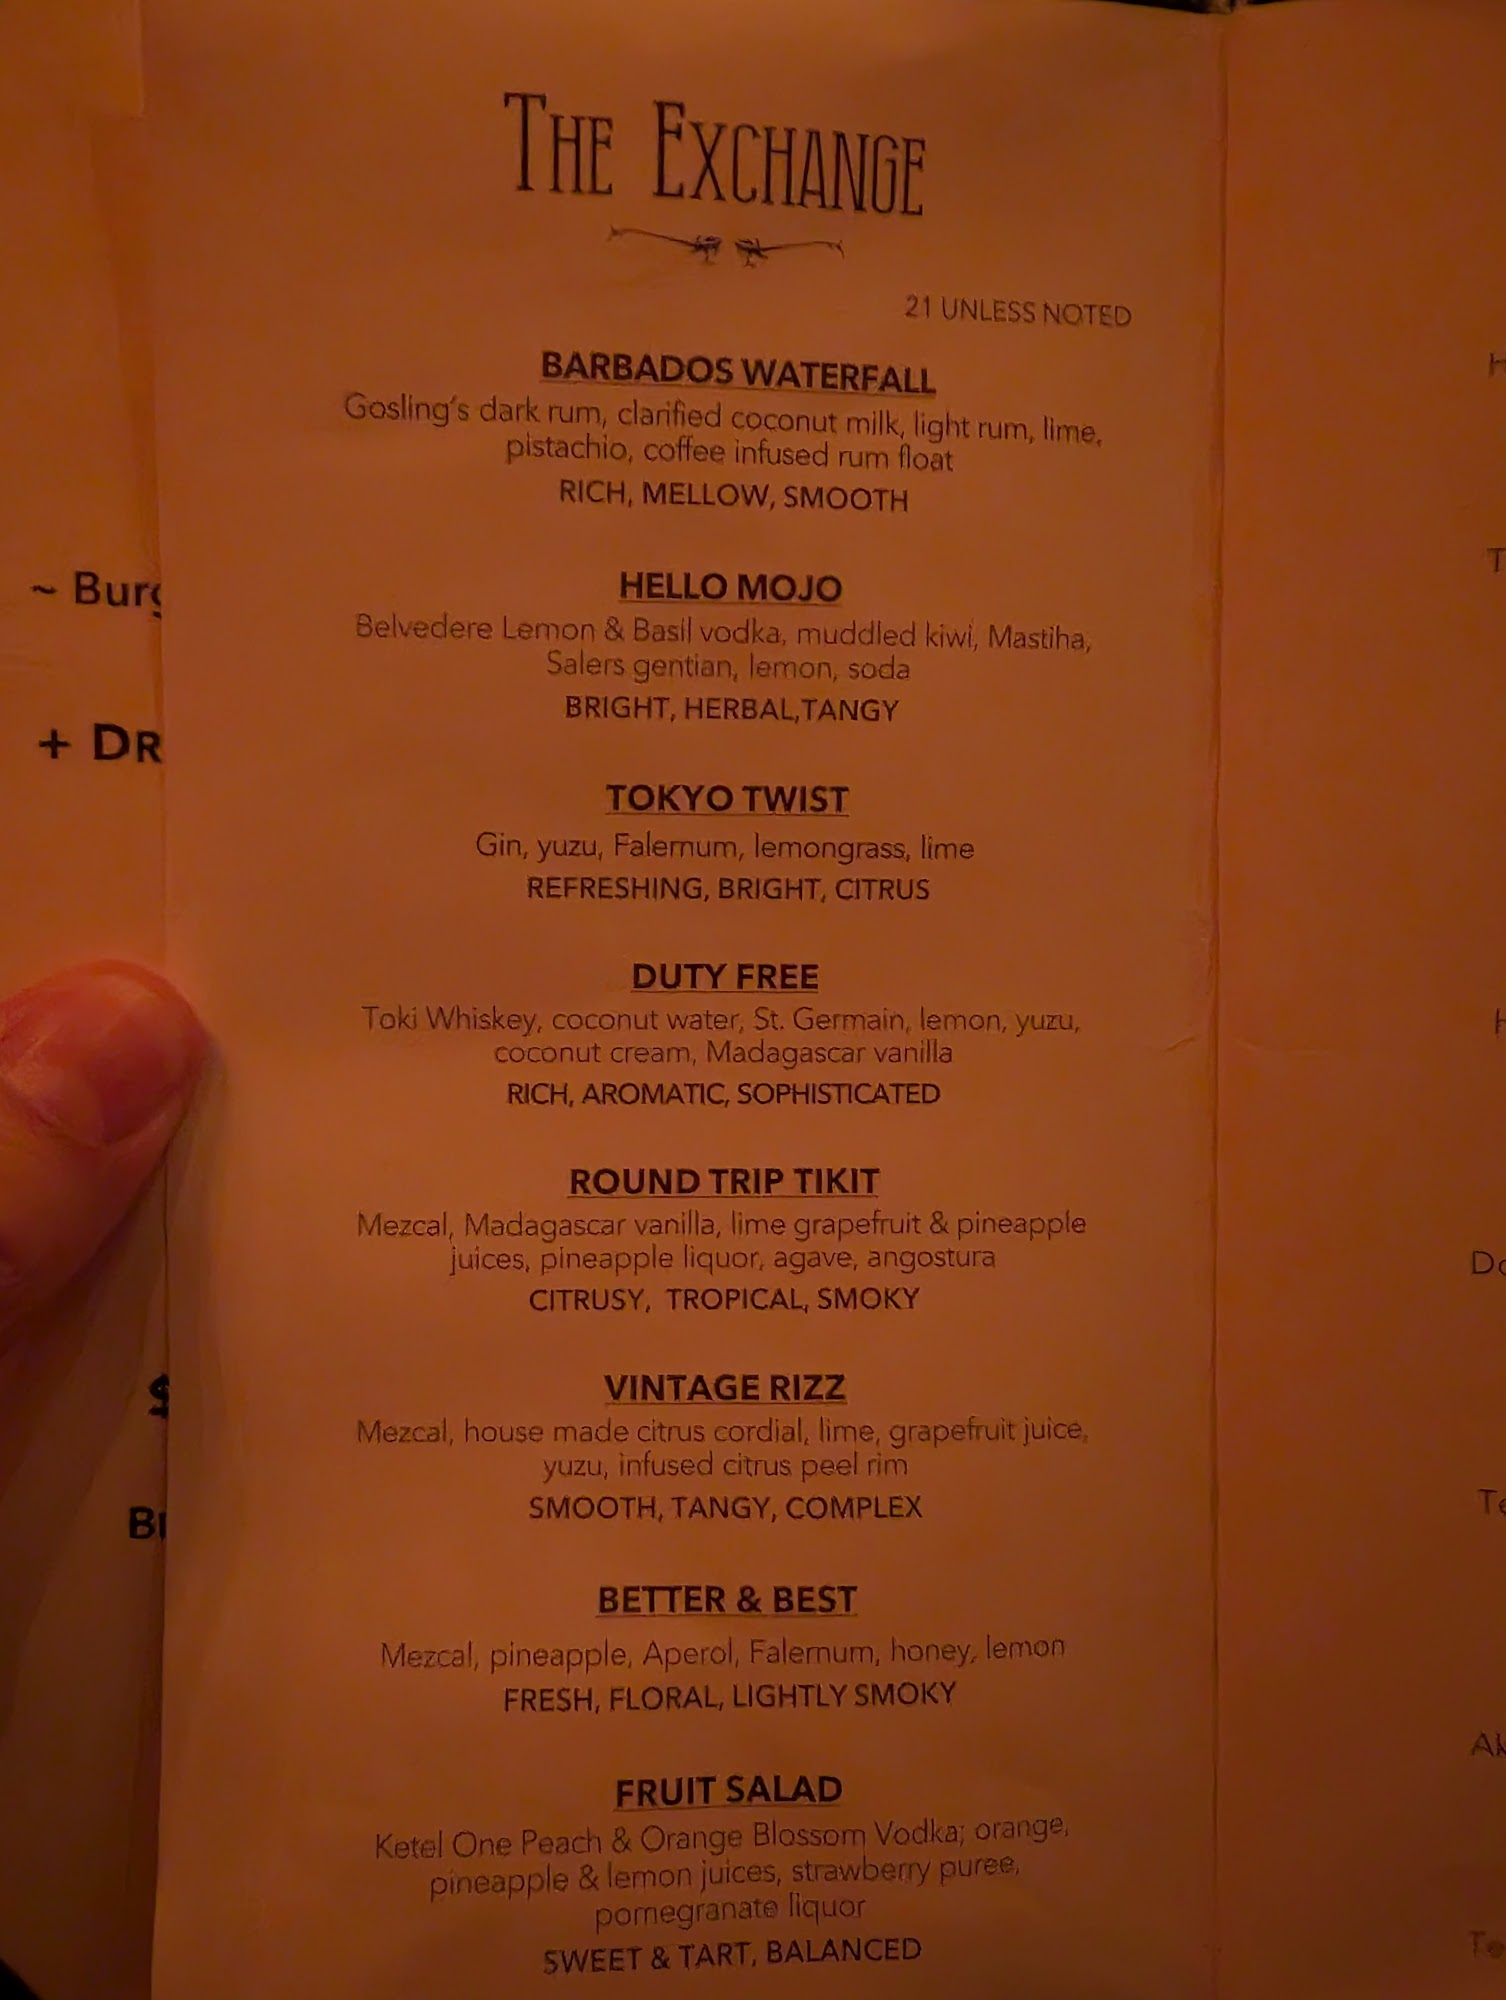 THE EXCHANGE
21 UNLESS NOTED
BARBADOS WATERFALL
Gosling's dark rum, clarified coconut milk, light rum, lime,
pistachio, coffee infused rum float
RICH, MELLOW, SMOOTH
HELLO MOJO
Belvedere Lemon & Basil vodka, muddled kiwi, Mastiha,
Salers gentian, lemon, soda
BRIGHT, HERBAL,TANGY
TOKYO TWIST
Gin, yuzu, Falernum, lemongrass, lime
REFRESHING, BRIGHT, CITRUS
DUTY FREE
Toki Whiskey, coconut water, St. Germain, lemon, yuzu,
coconut cream, Madagascar vanilla
RICH, AROMATIC, SOPHISTICATED
ROUND TRIP TIKIT
Mezcal, Madagascar vanilla, lime grapefruit & pineapple
juices, pineapple liquor, agave, angostura
CITRUSY, TROPICAL, SMOKY
VINTAGE RIZZ
Mezcal, house made citrus cordial, lime, grapefruit juice,
yuzu, infused citrus peel rim
SMOOTH, TANGY, COMPLEX
BETTER & BEST
Mezcal, pineapple, Aperol, Falernum, honey, lemon
FRESH, FLORAL, LIGHTLY SMOKY
FRUIT SALAD
Ketel One Peach & Orange Blossom Vodka; orange,
pineapple & lemon juices, strawberry puree,
pomegranate liquor
SWEET & TART, BALANCED
~ Burg
+ DR
$